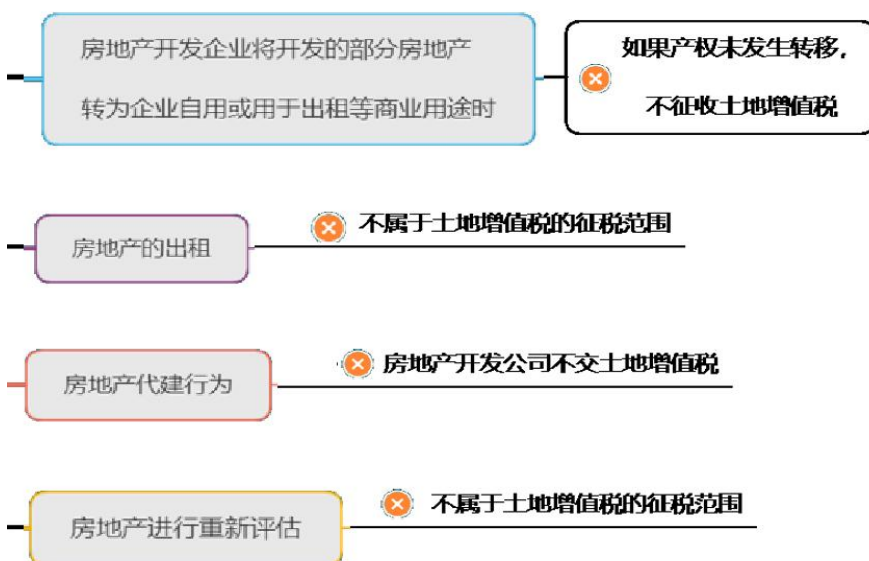 房地产开发企业将开发的部分房地产
转为企业自用或用于出租等商业用途时
如果产权未发生转移,
不征收土地增值税
房地产的出租
不属于土地增值税的征税范围
房地产代建行为
房地产开发公司不交土地增值税
房地产进行重新评估
不属于土地增值税的征税范围